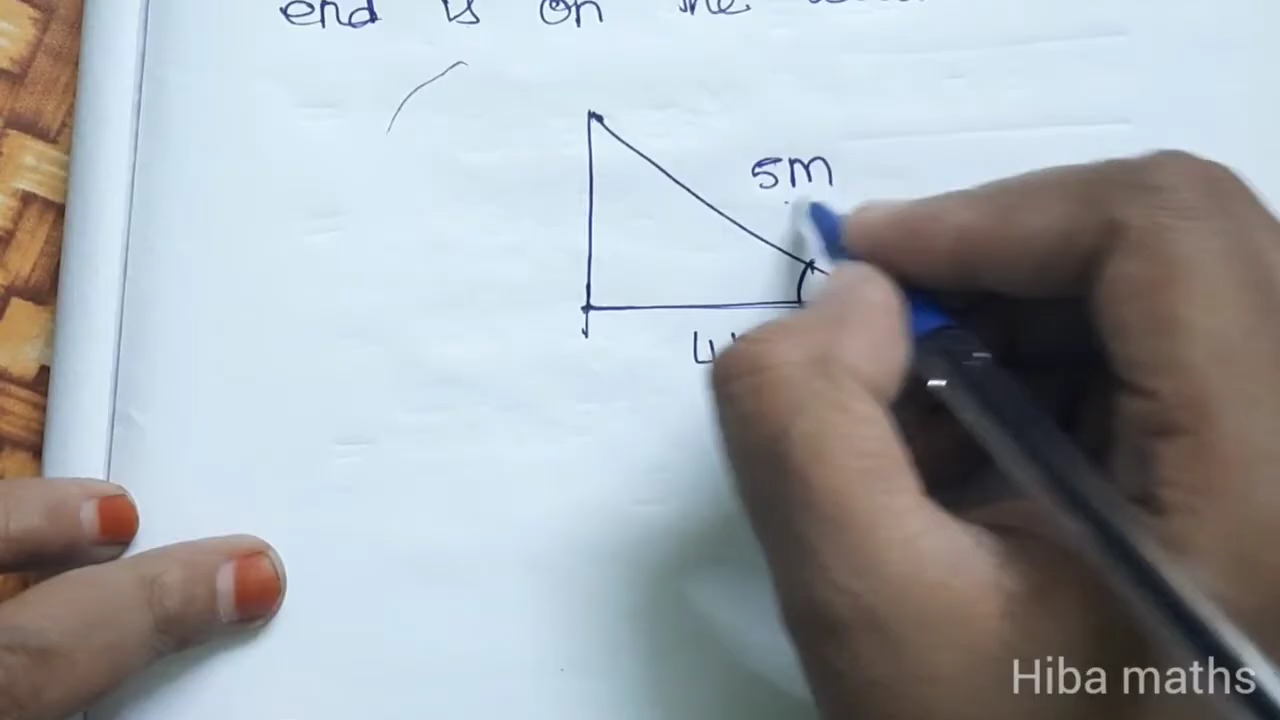 end is on the
5m
Hiba maths